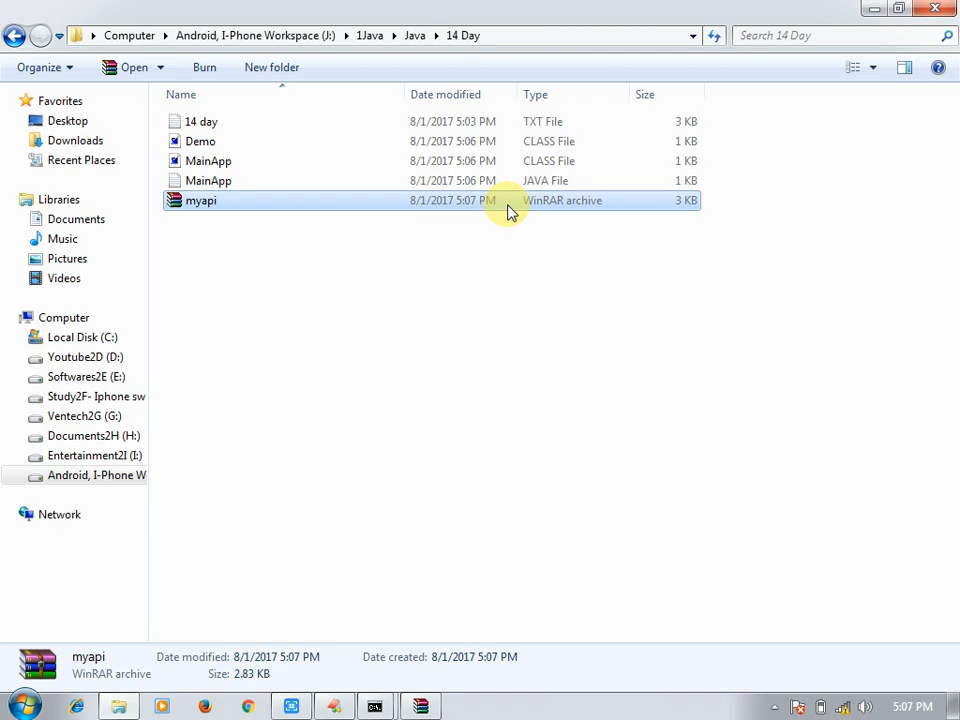 Computer Android, I-Phone Workspace (J:) 1Java Java 14 Day Search 14 Day
Organize Open Burn New folder
Name Date modified Type Size
Favorites
Desktop
Downloads
Recent Places
Libraries
Documents
Music
Pictures
Videos
Computer
Local Disk (C:)
Youtube2D (D:)
Softwares2E (E:)
Study2F- Iphone sw
Ventech2G (G:)
Documents2H (H:)
Entertainment2I (I:)
Android, I-Phone W
Network
14 day 8/1/2017 5:03 PM TXT File 3 KB
Demo 8/1/2017 5:06 PM CLASS File 1 KB
MainApp 8/1/2017 5:06 PM CLASS File 1 KB
MainApp 8/1/2017 5:06 PM JAVA File 1 KB
myapi 8/1/2017 5:07 PM WinRAR archive 3 KB
myapi Date modified: 8/1/2017 5:07 PM Date created: 8/1/2017 5:07 PM
WinRAR archive Size: 2.83 KB
5:07 PM